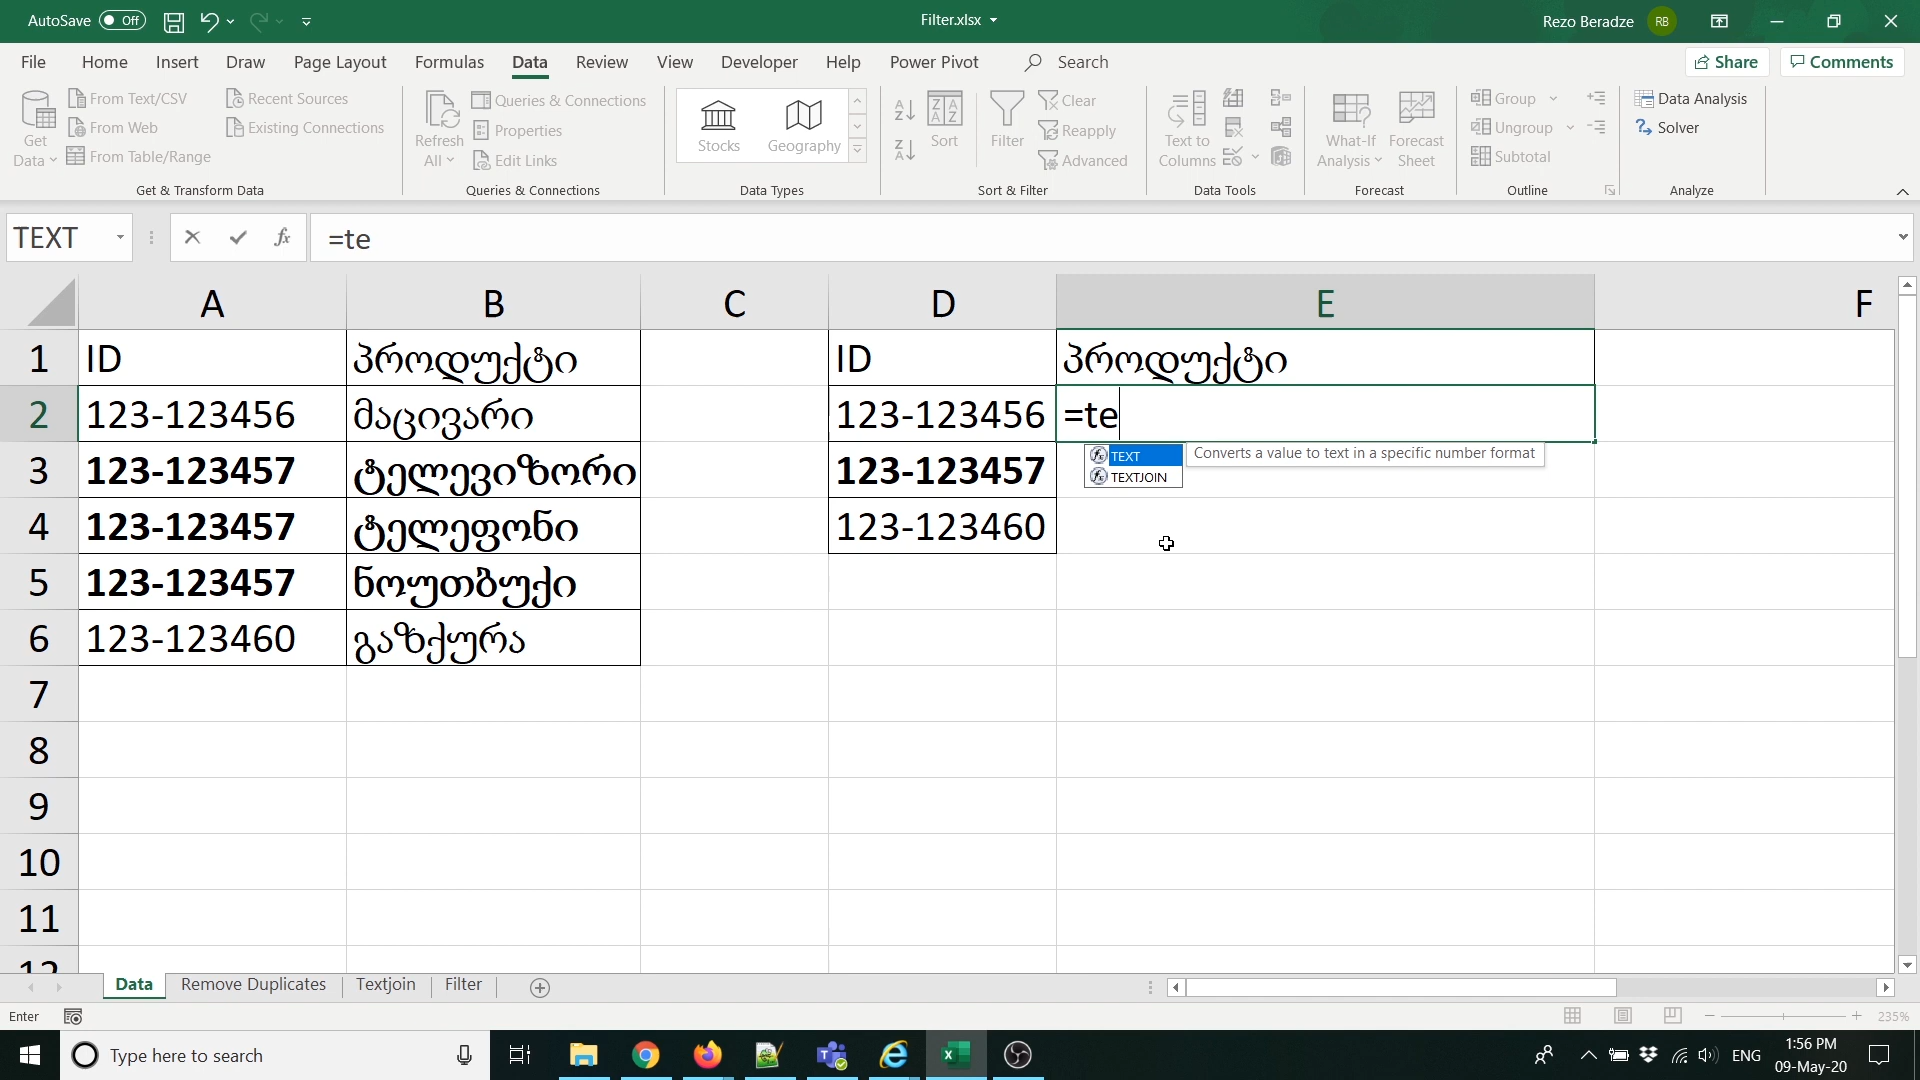 AutoSave Off Filter.xlsx Rezo Beradze RB
File Home Insert Draw Page Layout Formulas Data Review View Developer Help Power Pivot Search Share Comments
Get Data
From Text/CSV
From Web
From Table/Range
Recent Sources
Existing Connections
Get & Transform Data
Refresh All
Queries & Connections
Properties
Edit Links
Queries & Connections
Stocks Geography
Data Types
Sort
Filter
Clear
Reapply
Advanced
Sort & Filter
Text to Columns
Data Tools
What-If Analysis
Forecast Sheet
Forecast
Group
Ungroup
Subtotal
Outline
Data Analysis
Solver
Analyze
TEXT fx =te
A B C D E F
1 ID პროდუქტი ID პროდუქტი
2 123-123456 მაცივარი 123-123456 =te
TEXT Converts a value to text in a specific number format
TEXTJOIN
3 123-123457 ტელევიზორი 123-123457
4 123-123457 ტელეფონი 123-123460
5 123-123457 ნოუთბუქი
6 123-123460 გაზქურა
7
8
9
10
11
12
Data Remove Duplicates Textjoin Filter
Enter 235%
Type here to search ENG 1:56 PM
09-May-20